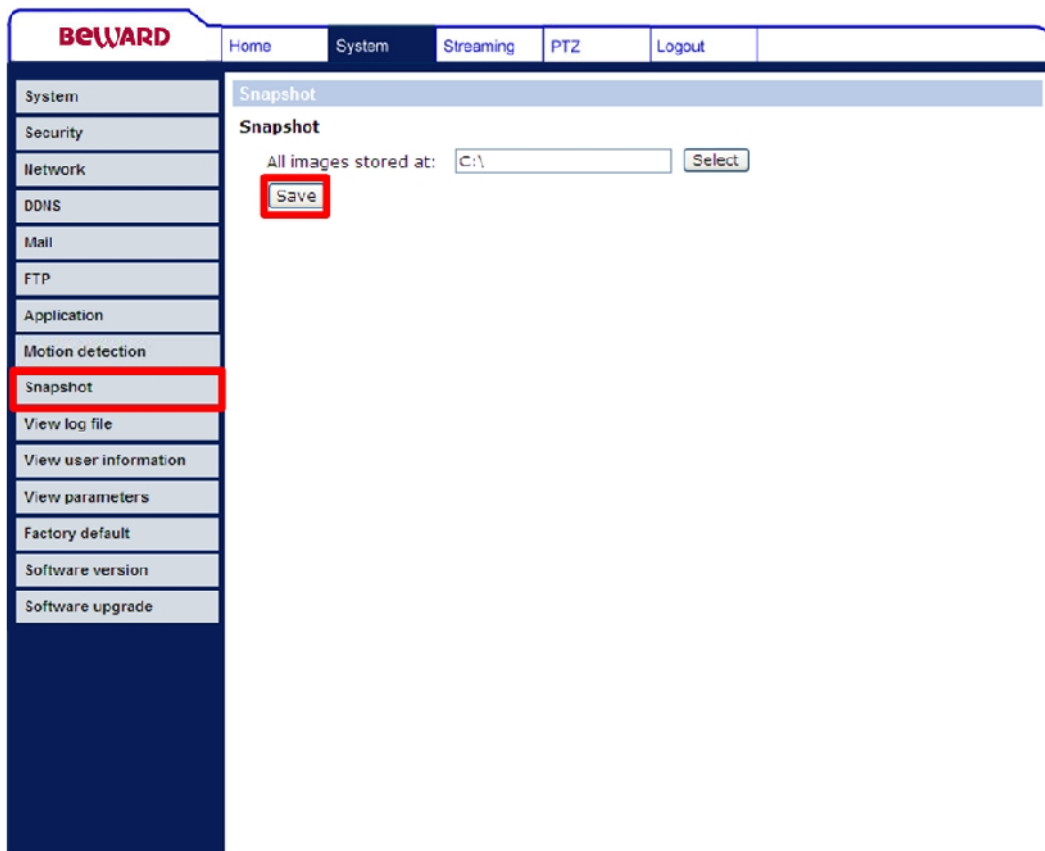 BEWARD
Home System Streaming PTZ Logout
System
Security
Network
DDNS
Mail
FTP
Application
Motion detection
Snapshot
View log file
View user information
View parameters
Factory default
Software version
Software upgrade
Snapshot
Snapshot
All images stored at: C:\ Select
Save